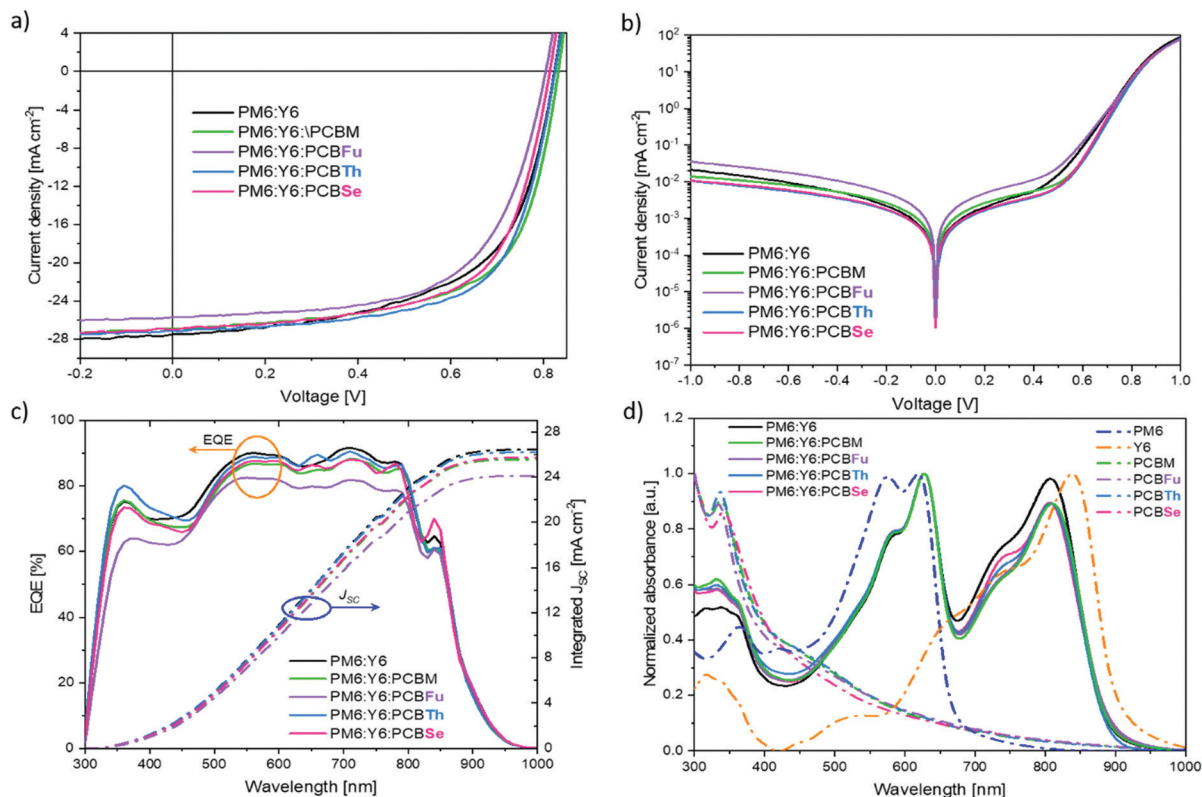 a)
Current density [mA cm-2]
4
0
-4
-8
-12
-16
-20
-24
-28
PM6:Y6
PM6:Y6:\PCBM
PM6:Y6:PCBFu
PM6:Y6:PCBTh
PM6:Y6:PCBSe
-0.2 0.0 0.2 0.4 0.6 0.8
Voltage [V]
b)
Current density [mA cm-2]
10^2
10^1
10^0
10^-1
10^-2
10^-3
10^-4
10^-5
10^-6
10^-7
PM6:Y6
PM6:Y6:PCBM
PM6:Y6:PCBFu
PM6:Y6:PCBTh
PM6:Y6:PCBSe
-1.0 -0.8 -0.6 -0.4 -0.2 0.0 0.2 0.4 0.6 0.8 1.0
Voltage [V]
c)
EQE [%]
100
80
60
40
20
0
EQE
JSC
28
24
20
16
12
8
4
0
Integrated JSC [mA cm-2]
PM6:Y6
PM6:Y6:PCBM
PM6:Y6:PCBFu
PM6:Y6:PCBTh
PM6:Y6:PCBSe
300 400 500 600 700 800 900 1000
Wavelength [nm]
d)
Normalized absorbance [a.u.]
1.2
1.0
0.8
0.6
0.4
0.2
0.0
PM6:Y6
PM6:Y6:PCBM
PM6:Y6:PCBFu
PM6:Y6:PCBTh
PM6:Y6:PCBSe
PM6
Y6
PCBM
PCBFu
PCBTh
PCBSe
300 400 500 600 700 800 900 1000
Wavelength [nm]